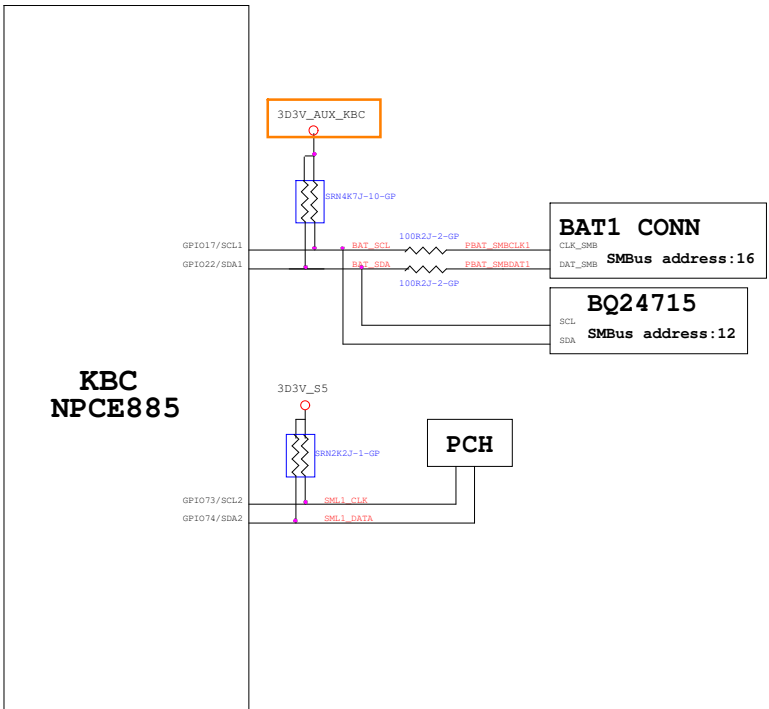 3D3V_AUX_KBC
SRN4K7J-10-GP
GPIO17/SCL1
BAT_SCL
100R2J-2-GP
PBAT_SMBCLK1
GPIO22/SDA1
BAT_SDA
100R2J-2-GP
PBAT_SMBDAT1
BAT1 CONN
CLK_SMB
SMBus address:16
DAT_SMB
BQ24715
SCL
SMBus address:12
SDA
KBC
NPCE885
3D3V_S5
SRN2K2J-1-GP
PCH
GPIO73/SCL2
SML1_CLK
GPIO74/SDA2
SML1_DATA